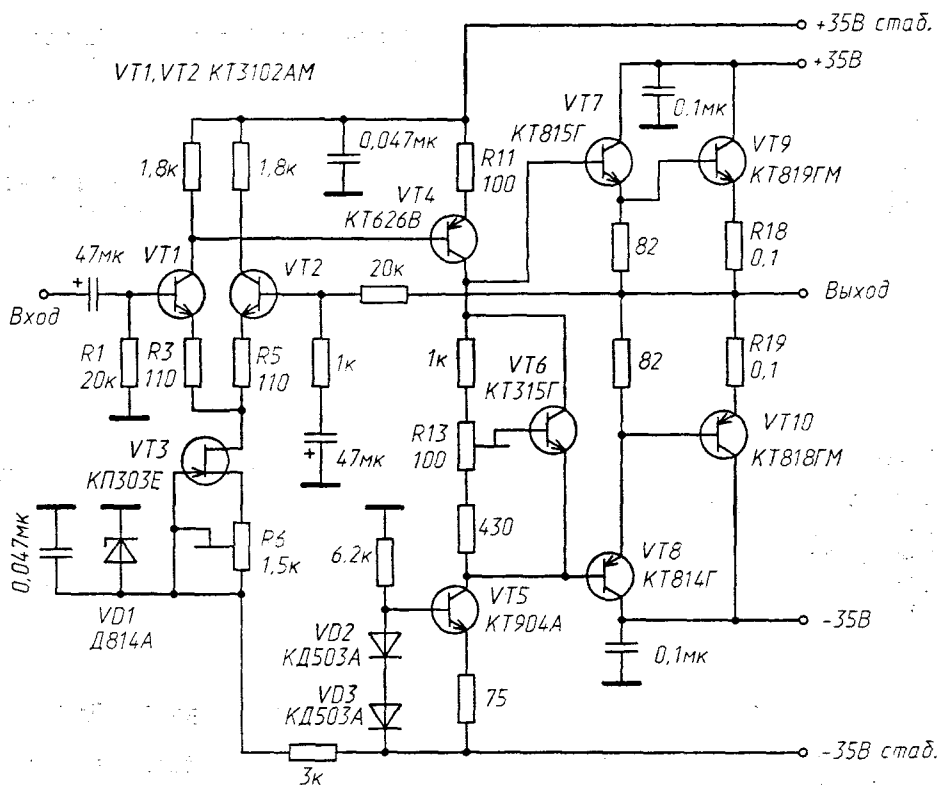 +35В стаб.
+35В
VT1,VT2 КТ3102АМ
VT7
КТ815Г
0,1мк
VT9
КТ819ГМ
1,8к
1,8к
0,047мк
R11
100
VT4
КТ626В
R18
0,1
82
47мк
+
VT1
VT2
20к
Вход
Выход
R1
20к
R3
110
R5
110
1к
1к
VT6
КТ315Г
82
R19
0,1
VT3
КП303Е
+
47мк
R13
100
VT10
КТ818ГМ
0,047мк
R6
1,5к
6.2к
430
VT8
КТ814Г
VD1
Д814А
VT5
КТ904А
VD2
КД503А
-35В
0,1мк
VD3
КД503А
75
-35В стаб.
3к